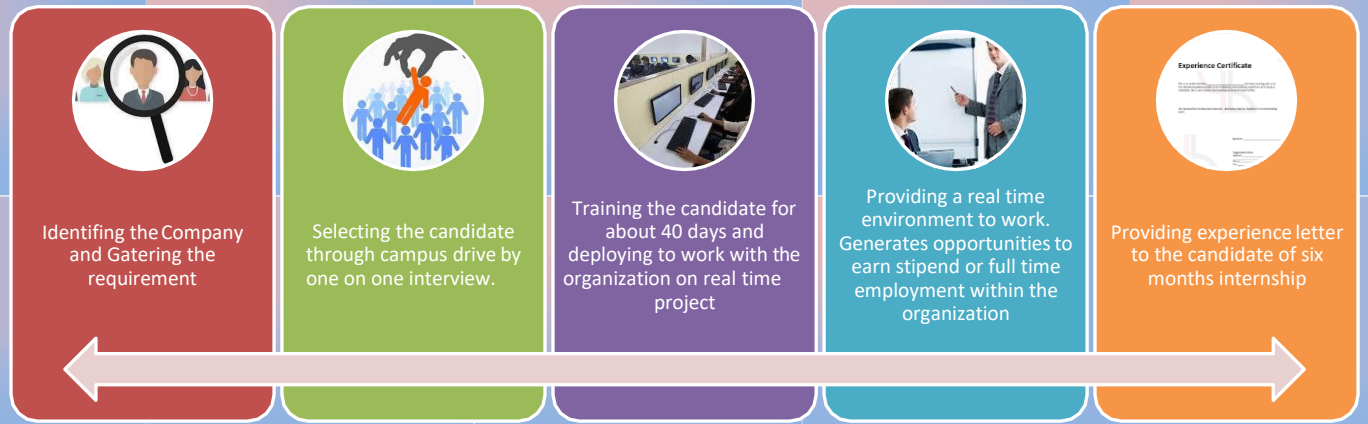 Identifing the Company
and Gatering the
requirement
Selecting the candidate
through campus drive by
one on one interview.
Training the candidate for
about 40 days and
deploying to work with the
organization on real time
project
Providing a real time
environment to work.
Generates opportunities to
earn stipend or full time
employment within the
organization
Experience Certificate
Providing experience letter
to the candidate of six
months internship